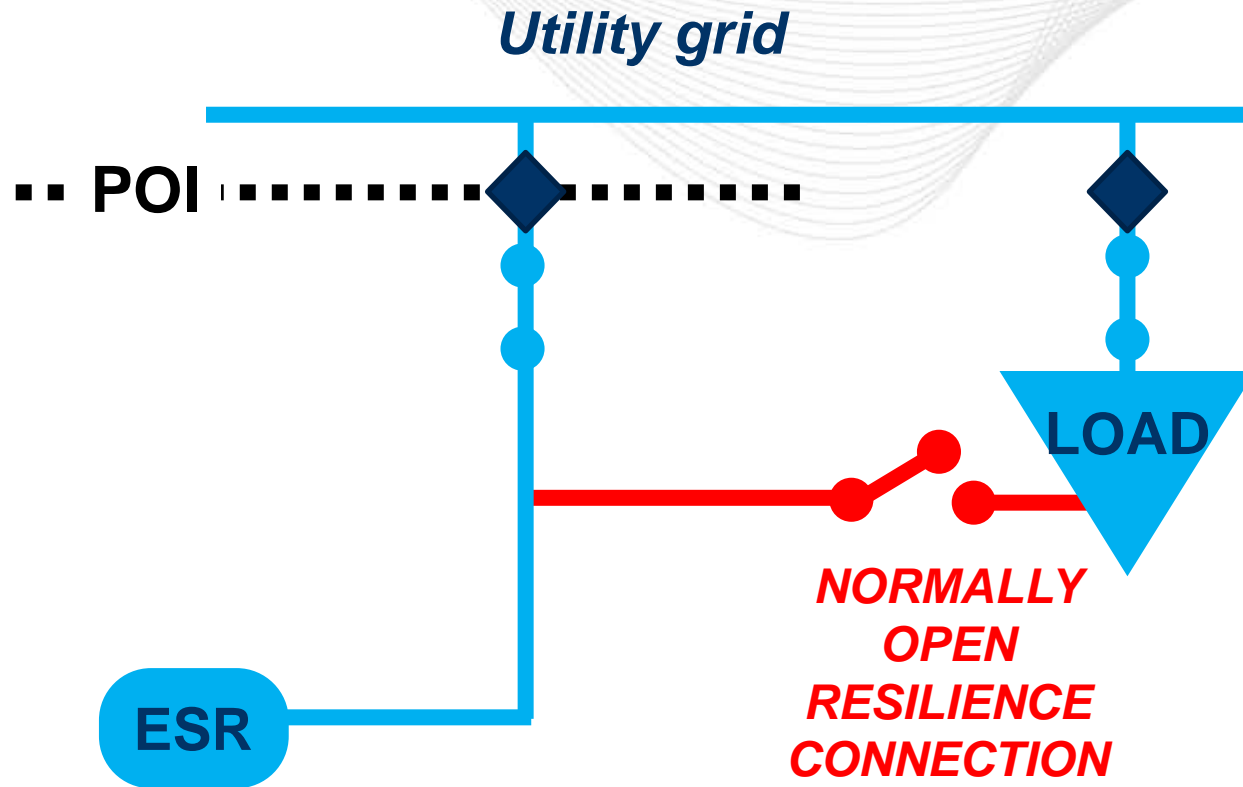 Utility grid
POI
LOAD
NORMALLY
OPEN
RESILIENCE
CONNECTION
ESR